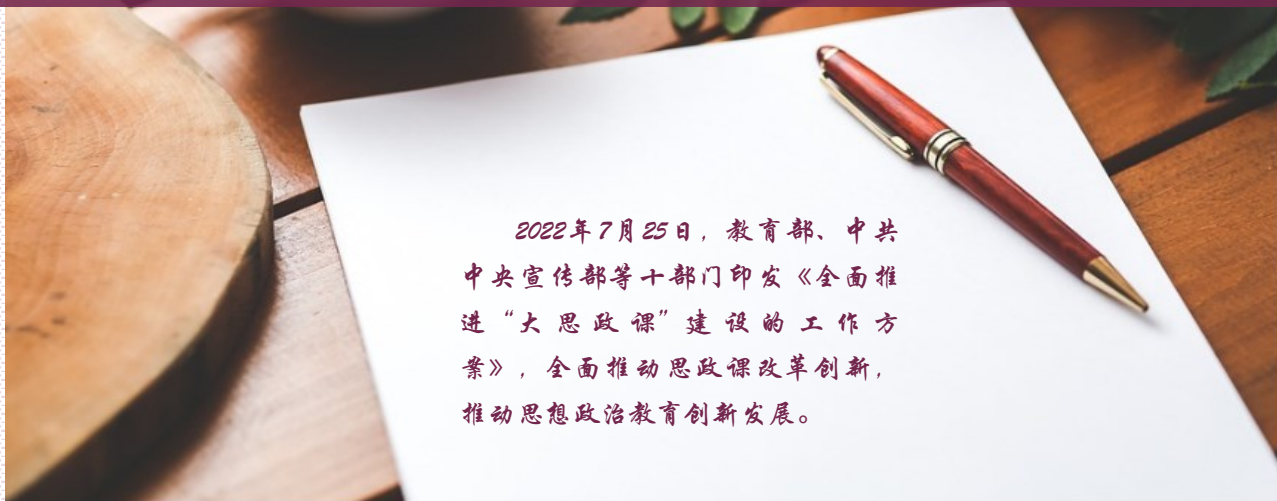 2022年7月25日，教育部、中共
中央宣传部等十部门印发《全面推
进“大思政课”建设的工作方
案》，全面推动思政课改革创新，
推动思想政治教育创新发展。